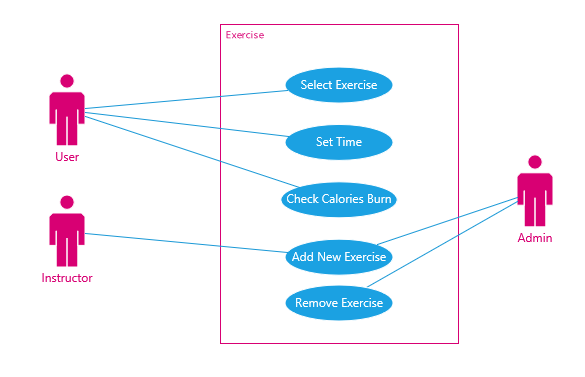 Exercise
Select Exercise
User
Set Time
Check Calories Burn
Admin
Instructor
Add New Exercise
Remove Exercise